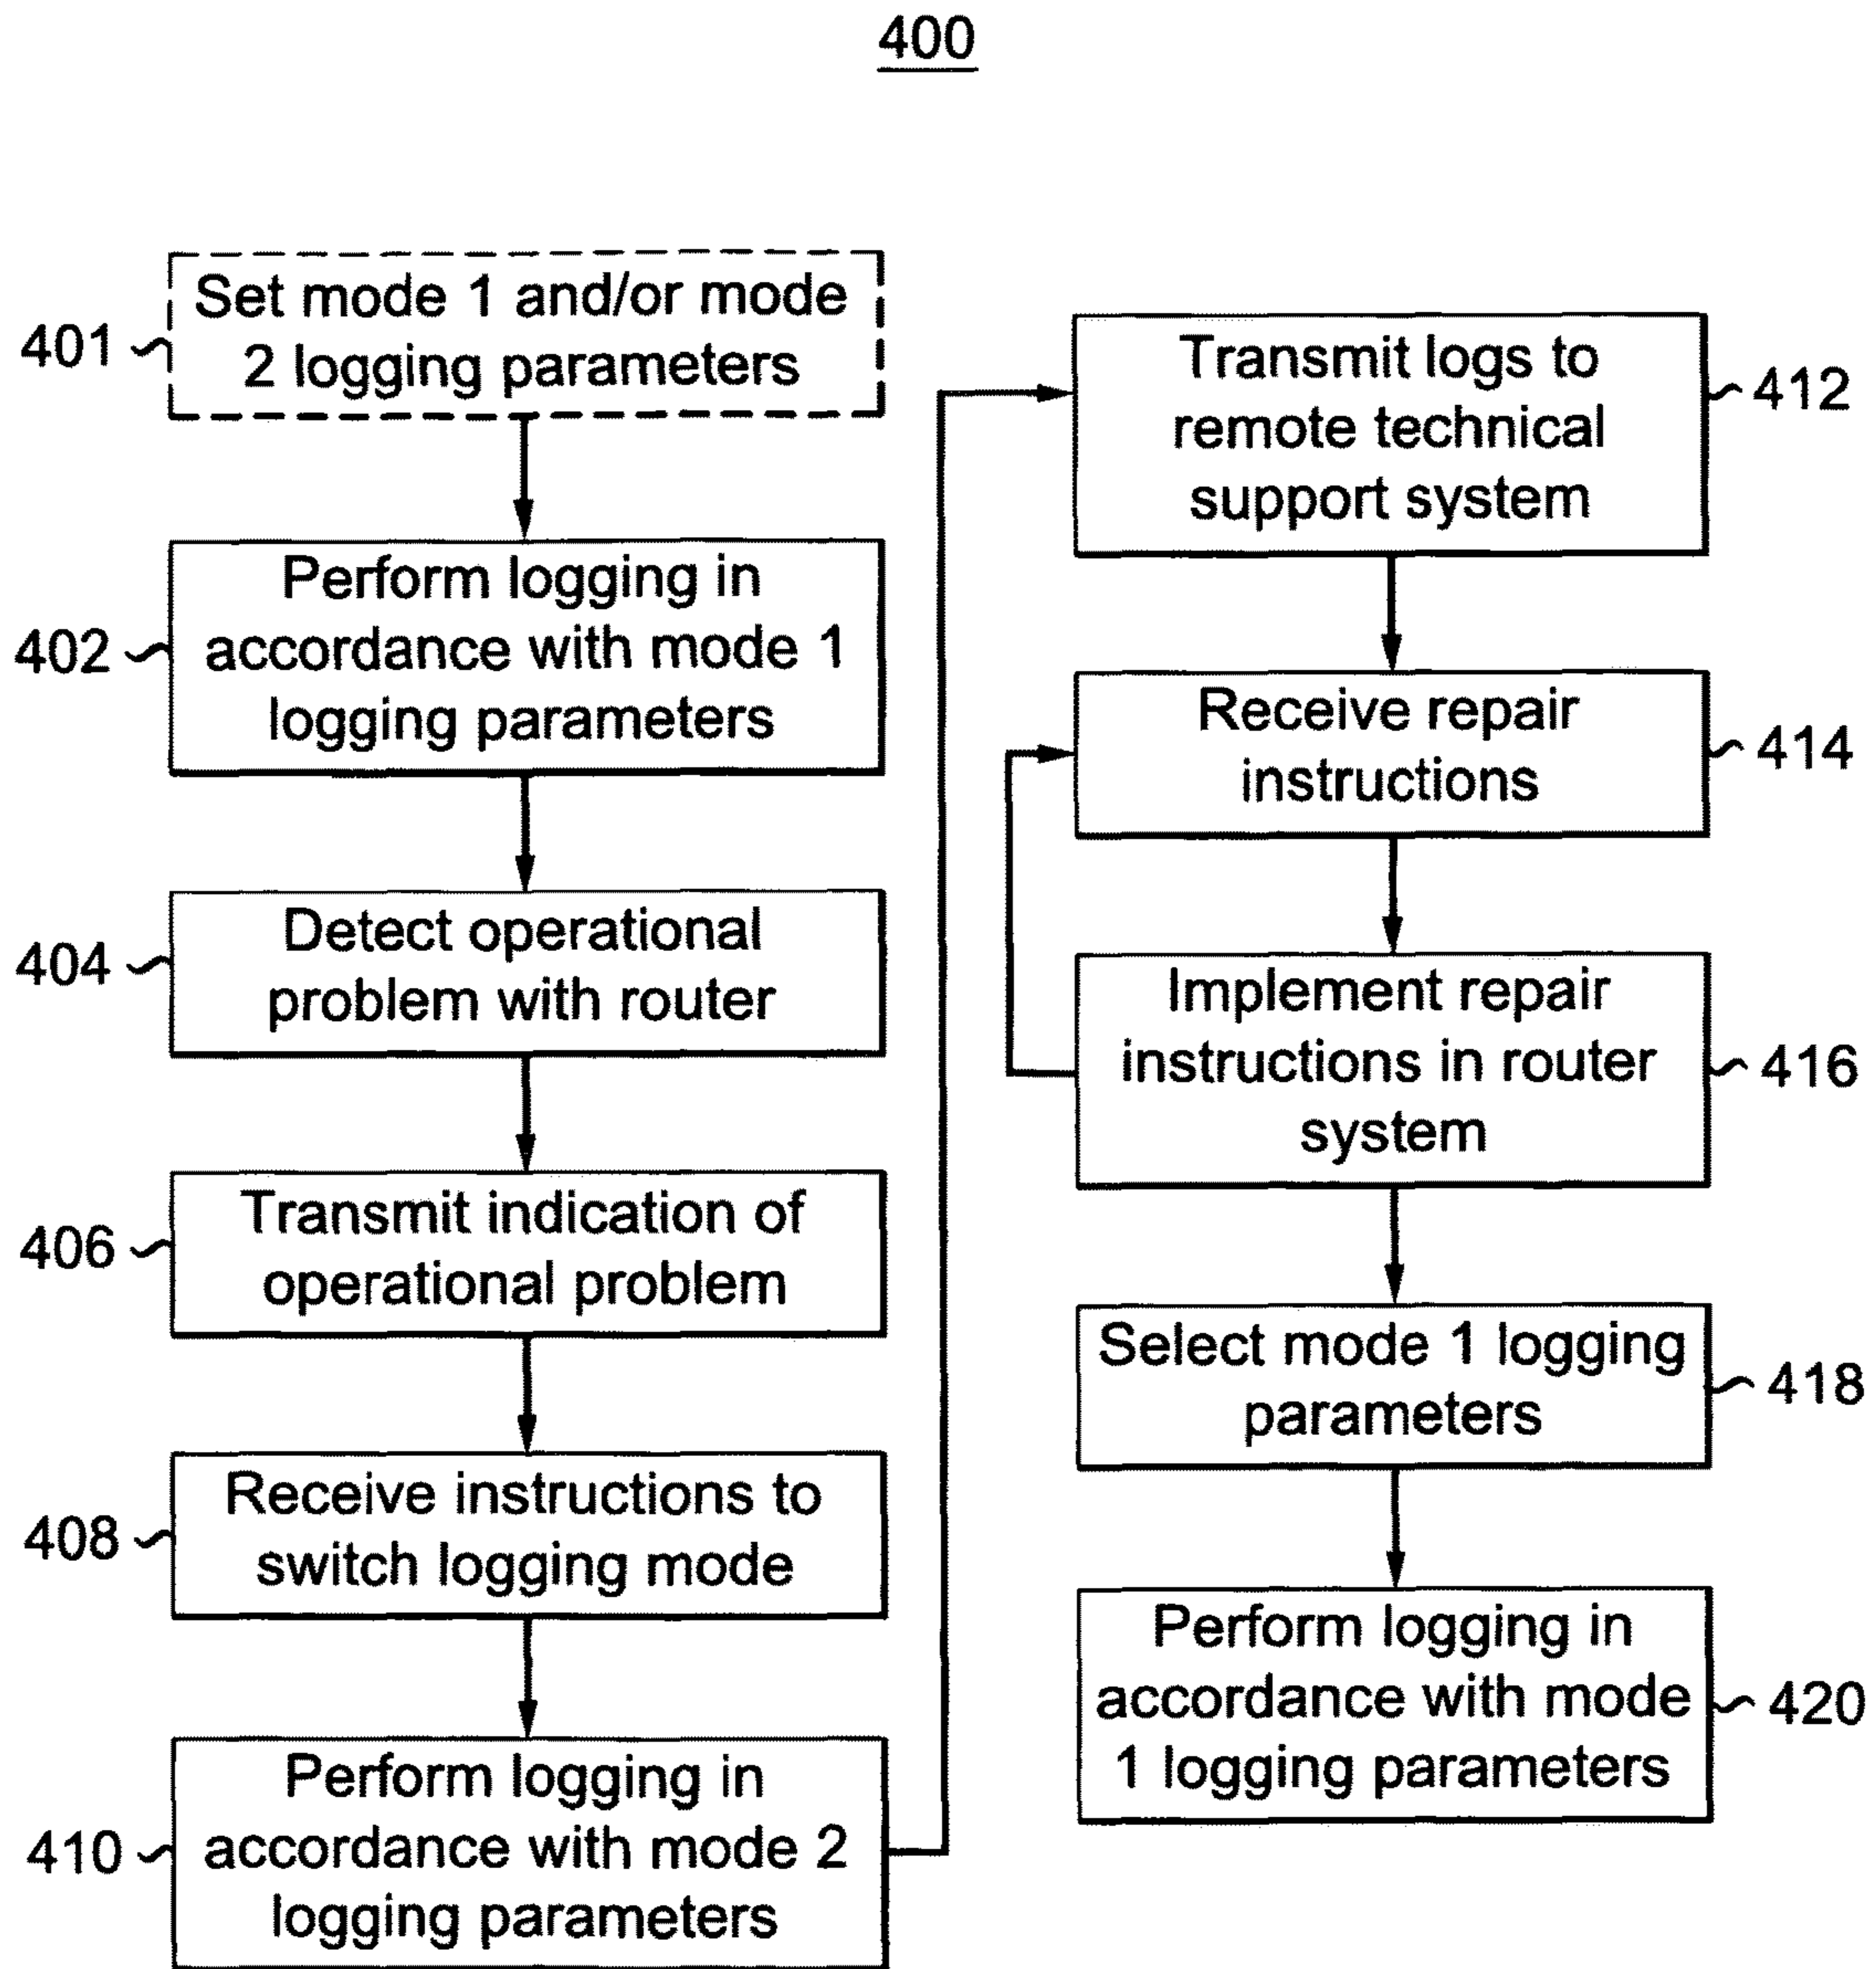 400
401
Set mode 1 and/or mode
2 logging parameters
402
Perform logging in
accordance with mode 1
logging parameters
404
Detect operational
problem with router
406
Transmit indication of
operational problem
408
Receive instructions to
switch logging mode
410
Perform logging in
accordance with mode 2
logging parameters
Transmit logs to
remote technical
support system
412
Receive repair
instructions
414
Implement repair
instructions in router
system
416
Select mode 1 logging
parameters
418
Perform logging in
accordance with mode
1 logging parameters
420